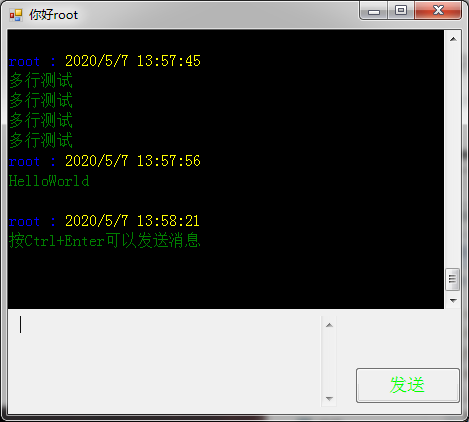 你好root
root : 2020/5/7 13:57:45
多行测试
多行测试
多行测试
多行测试
root : 2020/5/7 13:57:56
HelloWorld
root : 2020/5/7 13:58:21
按Ctrl+Enter可以发送消息
发送